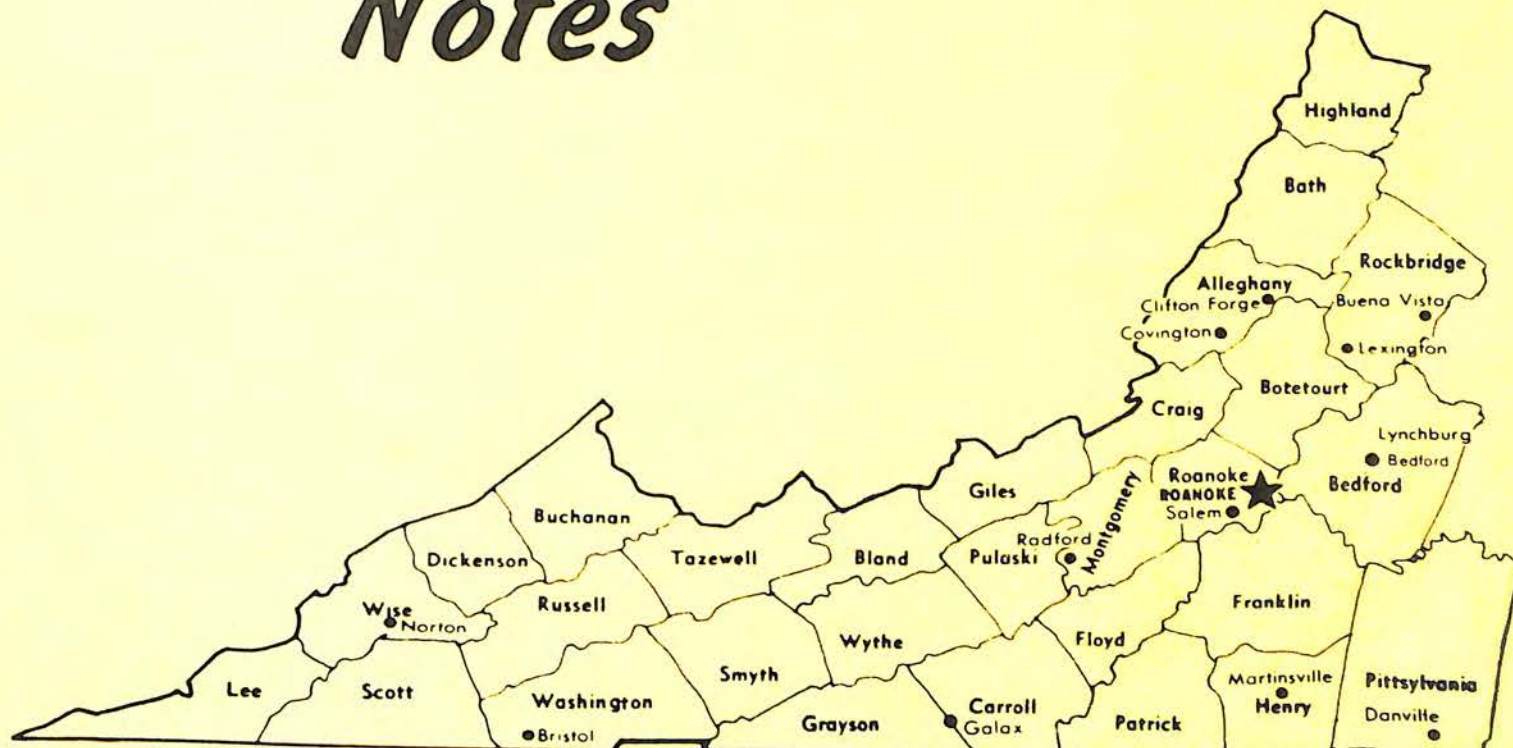 Notes
Highland
Bath
Rockbridge
Alleghany
Clifton Forge
Buena Vista
Covington
Lexington
Botetourt
Craig
Lynchburg
Bedford
Bedford
Roanoke
ROANOKE
Salem
Giles
Montgomery
Radford
Pulaski
Buchanan
Dickenson
Tazewell
Bland
Wise
Norton
Russell
Franklin
Wythe
Floyd
Smyth
Lee
Scott
Washington
Bristol
Grayson
Carroll
Galax
Patrick
Martinsville
Henry
Pittsylvania
Danville